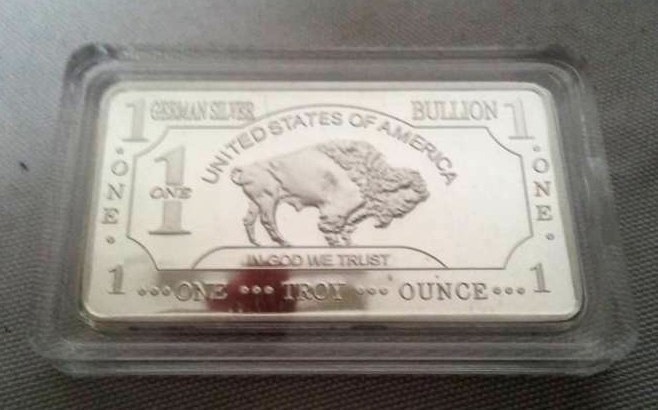 1 GERMAN SILVER BULLION 1
UNITED STATES OF AMERICA
1
ONE
ONE
ONE
IN GOD WE TRUST
1 ONE TROY OUNCE 1